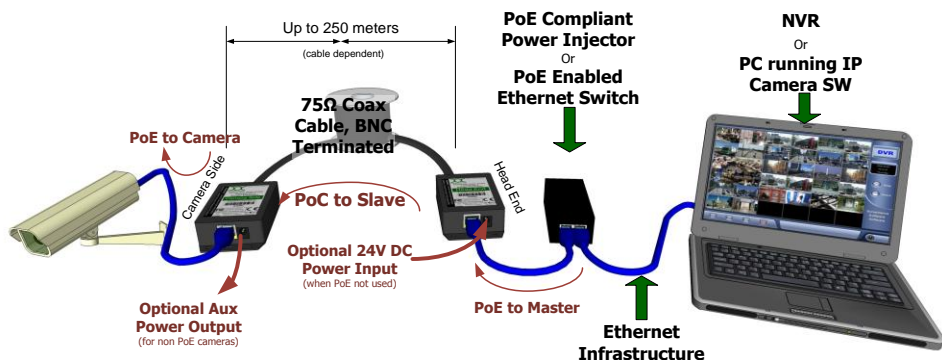 Up to 250 meters
(cable dependent)
75Ω Coax
Cable, BNC
Terminated
PoE Compliant
Power Injector
Or
PoE Enabled
Ethernet Switch
NVR
Or
PC running IP
Camera SW
PoE to Camera
Camera Side
PoC to Slave
Head End
DVR
Optional 24V DC
Power Input
(when PoE not used)
Optional Aux
Power Output
(for non PoE cameras)
PoE to Master
Ethernet
Infrastructure